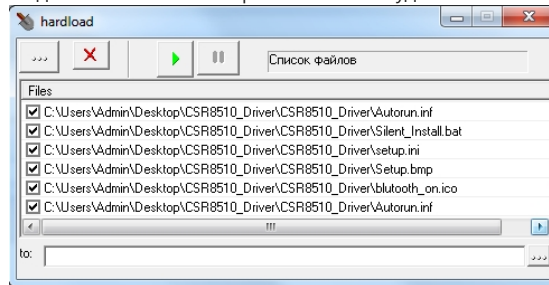 hardload
...
Список файлов
Files
C:\Users\Admin\Desktop\CSR8510_Driver\CSR8510_Driver\Autorun.inf
C:\Users\Admin\Desktop\CSR8510_Driver\CSR8510_Driver\Silent_Install.bat
C:\Users\Admin\Desktop\CSR8510_Driver\CSR8510_Driver\setup.ini
C:\Users\Admin\Desktop\CSR8510_Driver\CSR8510_Driver\Setup.bmp
C:\Users\Admin\Desktop\CSR8510_Driver\CSR8510_Driver\blutooth_on.ico
C:\Users\Admin\Desktop\CSR8510_Driver\CSR8510_Driver\Autorun.inf
to:
...